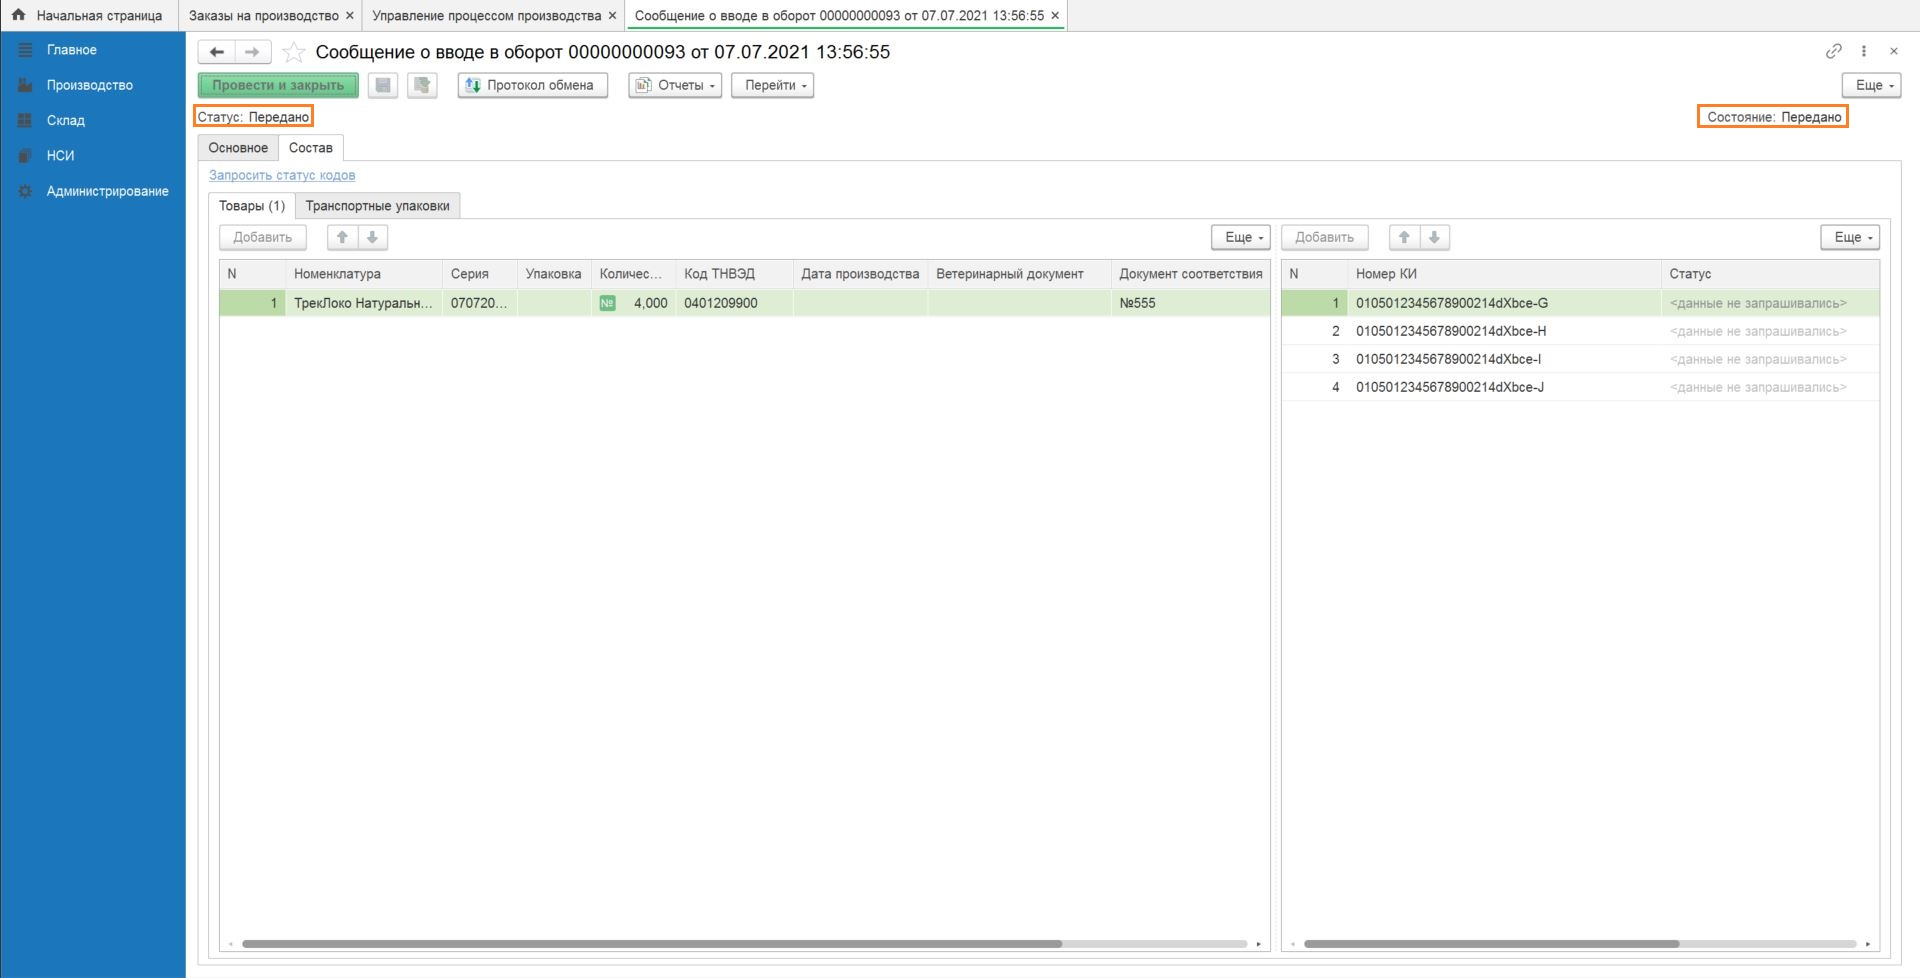 Начальная страница
Заказы на производство ×
Управление процессом производства ×
Сообщение о вводе в оборот 00000000093 от 07.07.2021 13:56:55 ×
Главное
Производство
Склад
НСИ
Администрирование
Сообщение о вводе в оборот 00000000093 от 07.07.2021 13:56:55
Провести и закрыть
Протокол обмена
Отчеты
Перейти
Еще
Статус: Передано
Состояние: Передано
Основное
Состав
Запросить статус кодов
Товары (1)
Транспортные упаковки
Добавить
Еще
Добавить
Еще
N Номенклатура Серия Упаковка Количес... Код ТНВЭД Дата производства Ветеринарный документ Документ соответствия
1 ТрекЛоко Натуральн... 070720... № 4,000 0401209900 №555
N Номер КИ Статус
1 0105012345678900214dXbce-G <данные не запрашивались>
2 0105012345678900214dXbce-H <данные не запрашивались>
3 0105012345678900214dXbce-I <данные не запрашивались>
4 0105012345678900214dXbce-J <данные не запрашивались>